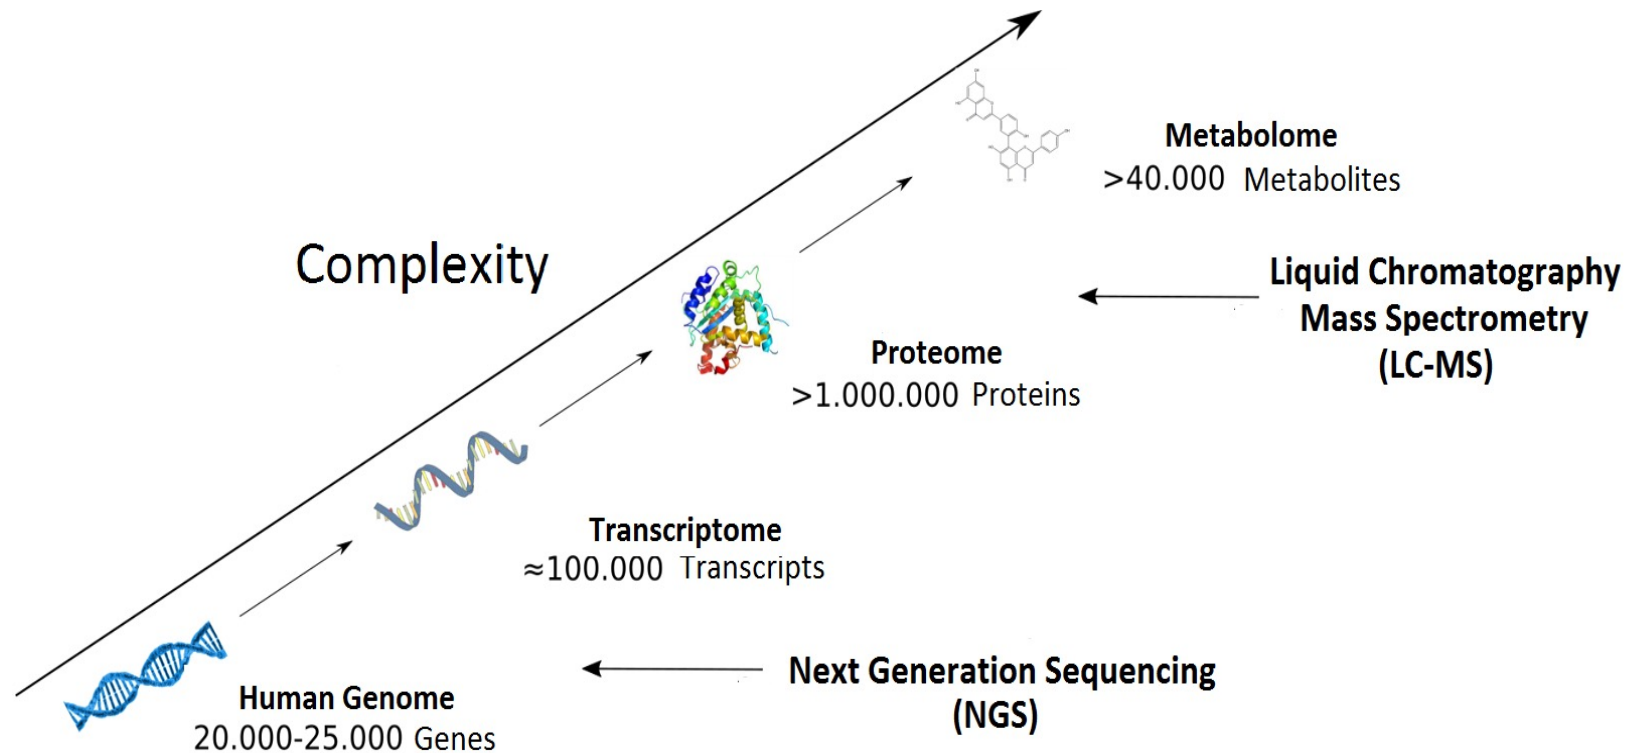 Metabolome
>40.000 Metabolites
Complexity
Liquid Chromatography
Mass Spectrometry
(LC-MS)
Proteome
>1.000.000 Proteins
Transcriptome
≈100.000 Transcripts
Next Generation Sequencing
(NGS)
Human Genome
20.000-25.000 Genes